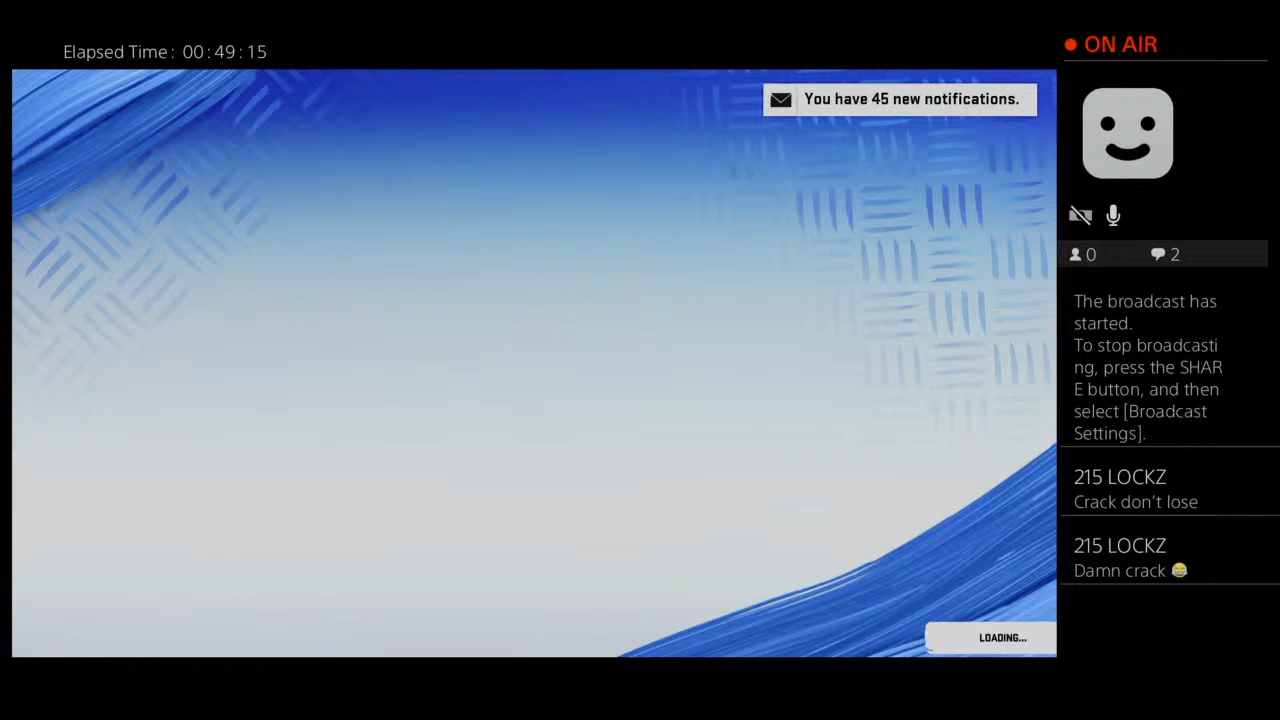 Elapsed Time: 00:49:15
ON AIR
You have 45 new notifications.
0
2
The broadcast has
started.
To stop broadcasti
ng, press the SHAR
E button, and then
select [Broadcast
Settings].
215 LOCKZ
Crack don't lose
215 LOCKZ
Damn crack 😂
LOADING...